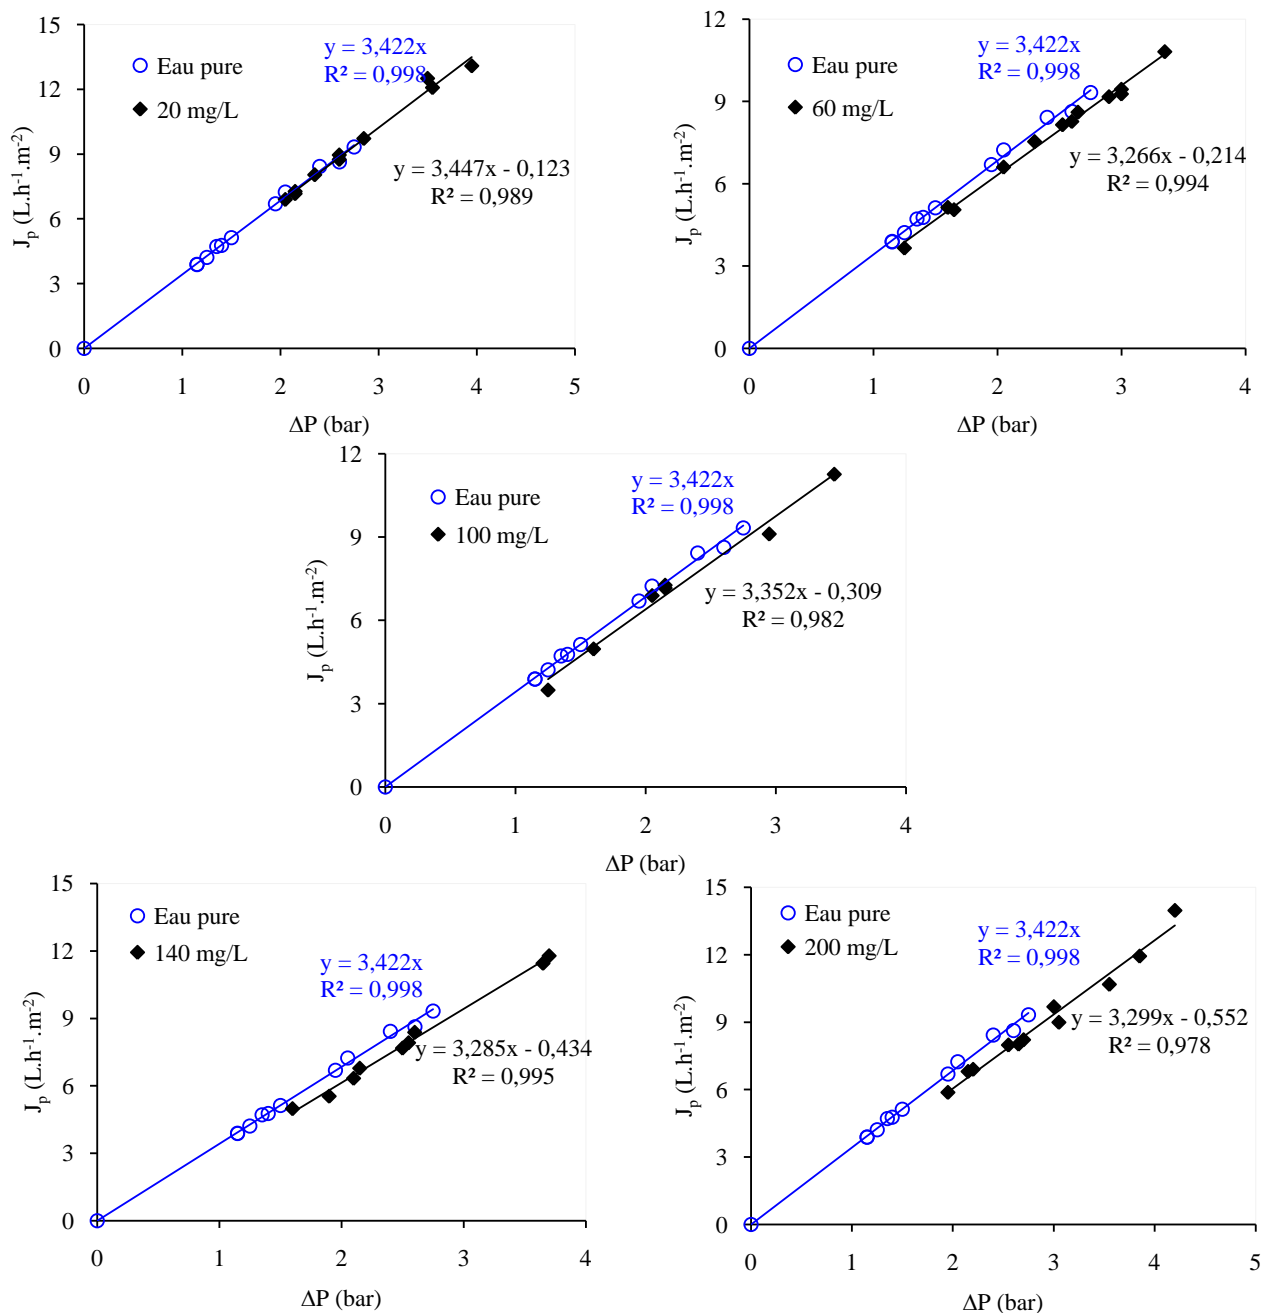 15
12
9
6
3
0
0 1 2 3 4 5
Jp (L.h-1.m-2)
ΔP (bar)
Eau pure
20 mg/L
y = 3,422x
R² = 0,998
y = 3,447x - 0,123
R² = 0,989
12
9
6
3
0
0 1 2 3 4
Jp (L.h-1.m-2)
ΔP (bar)
Eau pure
60 mg/L
y = 3,422x
R² = 0,998
y = 3,266x - 0,214
R² = 0,994
12
9
6
3
0
0 1 2 3 4
Jp (L.h-1.m-2)
ΔP (bar)
Eau pure
100 mg/L
y = 3,422x
R² = 0,998
y = 3,352x - 0,309
R² = 0,982
15
12
9
6
3
0
0 1 2 3 4
Jp (L.h-1.m-2)
ΔP (bar)
Eau pure
140 mg/L
y = 3,422x
R² = 0,998
y = 3,285x - 0,434
R² = 0,995
15
12
9
6
3
0
0 1 2 3 4 5
Jp (L.h-1.m-2)
ΔP (bar)
Eau pure
200 mg/L
y = 3,422x
R² = 0,998
y = 3,299x - 0,552
R² = 0,978